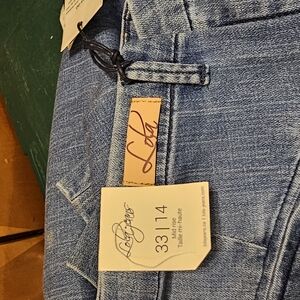 Lola
Lola Jeans
33 | 14
Mid rise
Taille mi-haute